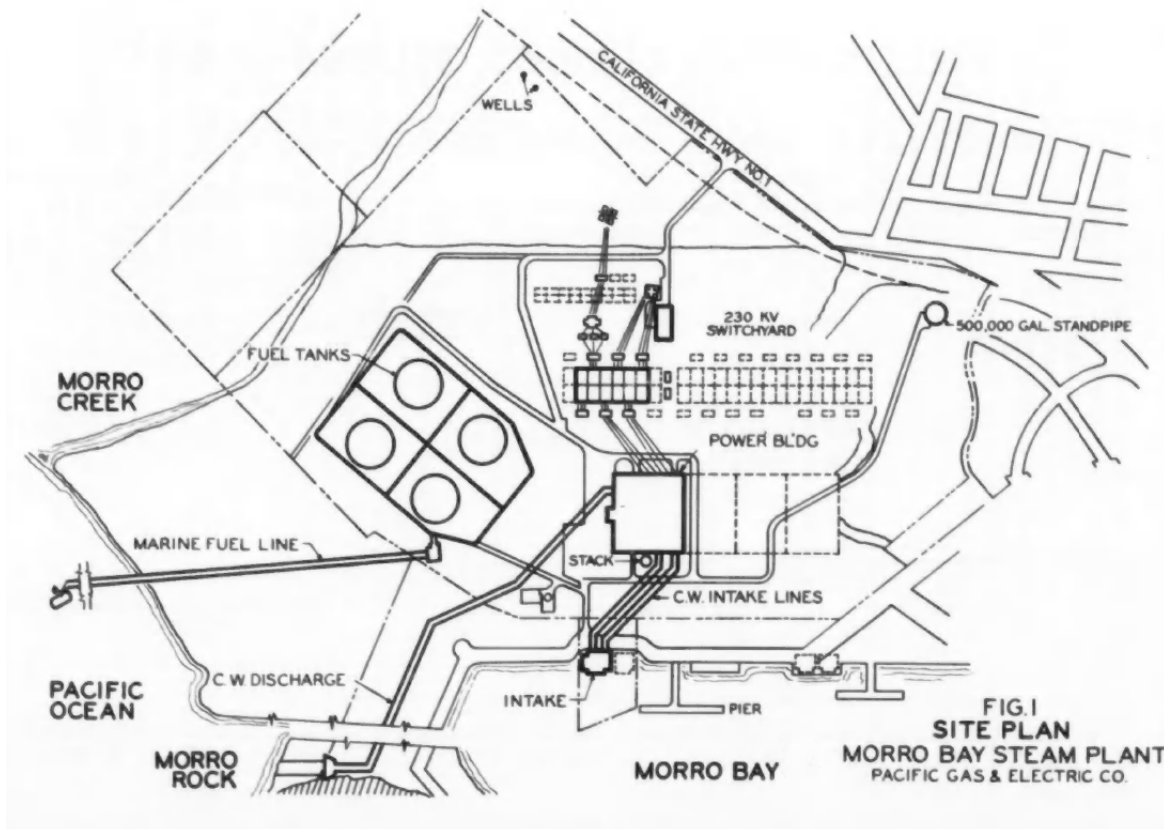 CALIFORNIA STATE HWY NO 1
WELLS
230 KV
SWITCHYARD
500,000 GAL. STANDPIPE
FUEL TANKS
MORRO
CREEK
POWER BLDG
MARINE FUEL LINE
STACK
C.W. INTAKE LINES
C.W. DISCHARGE
PACIFIC
OCEAN
INTAKE
PIER
MORRO
ROCK
MORRO BAY
FIG. 1
SITE PLAN
MORRO BAY STEAM PLANT
PACIFIC GAS & ELECTRIC CO.